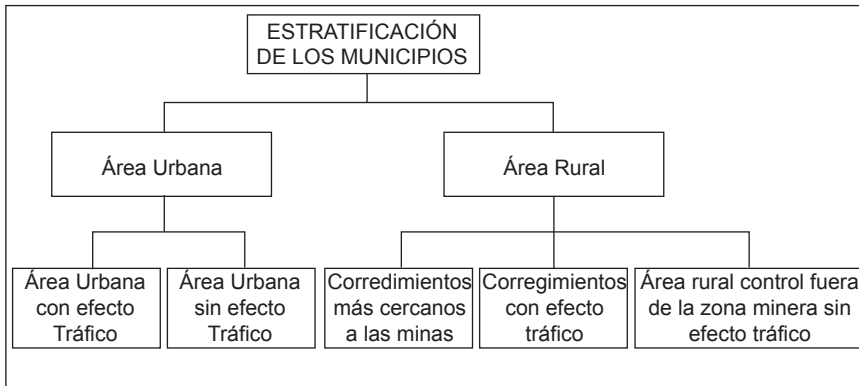 ESTRATIFICACIÓN
DE LOS MUNICIPIOS
Área Urbana
Área Rural
Área Urbana
con efecto
Tráfico
Área Urbana
sin efecto
Tráfico
Corredimientos
más cercanos
a las minas
Corregimientos
con efecto
tráfico
Área rural control fuera
de la zona minera sin
efecto tráfico